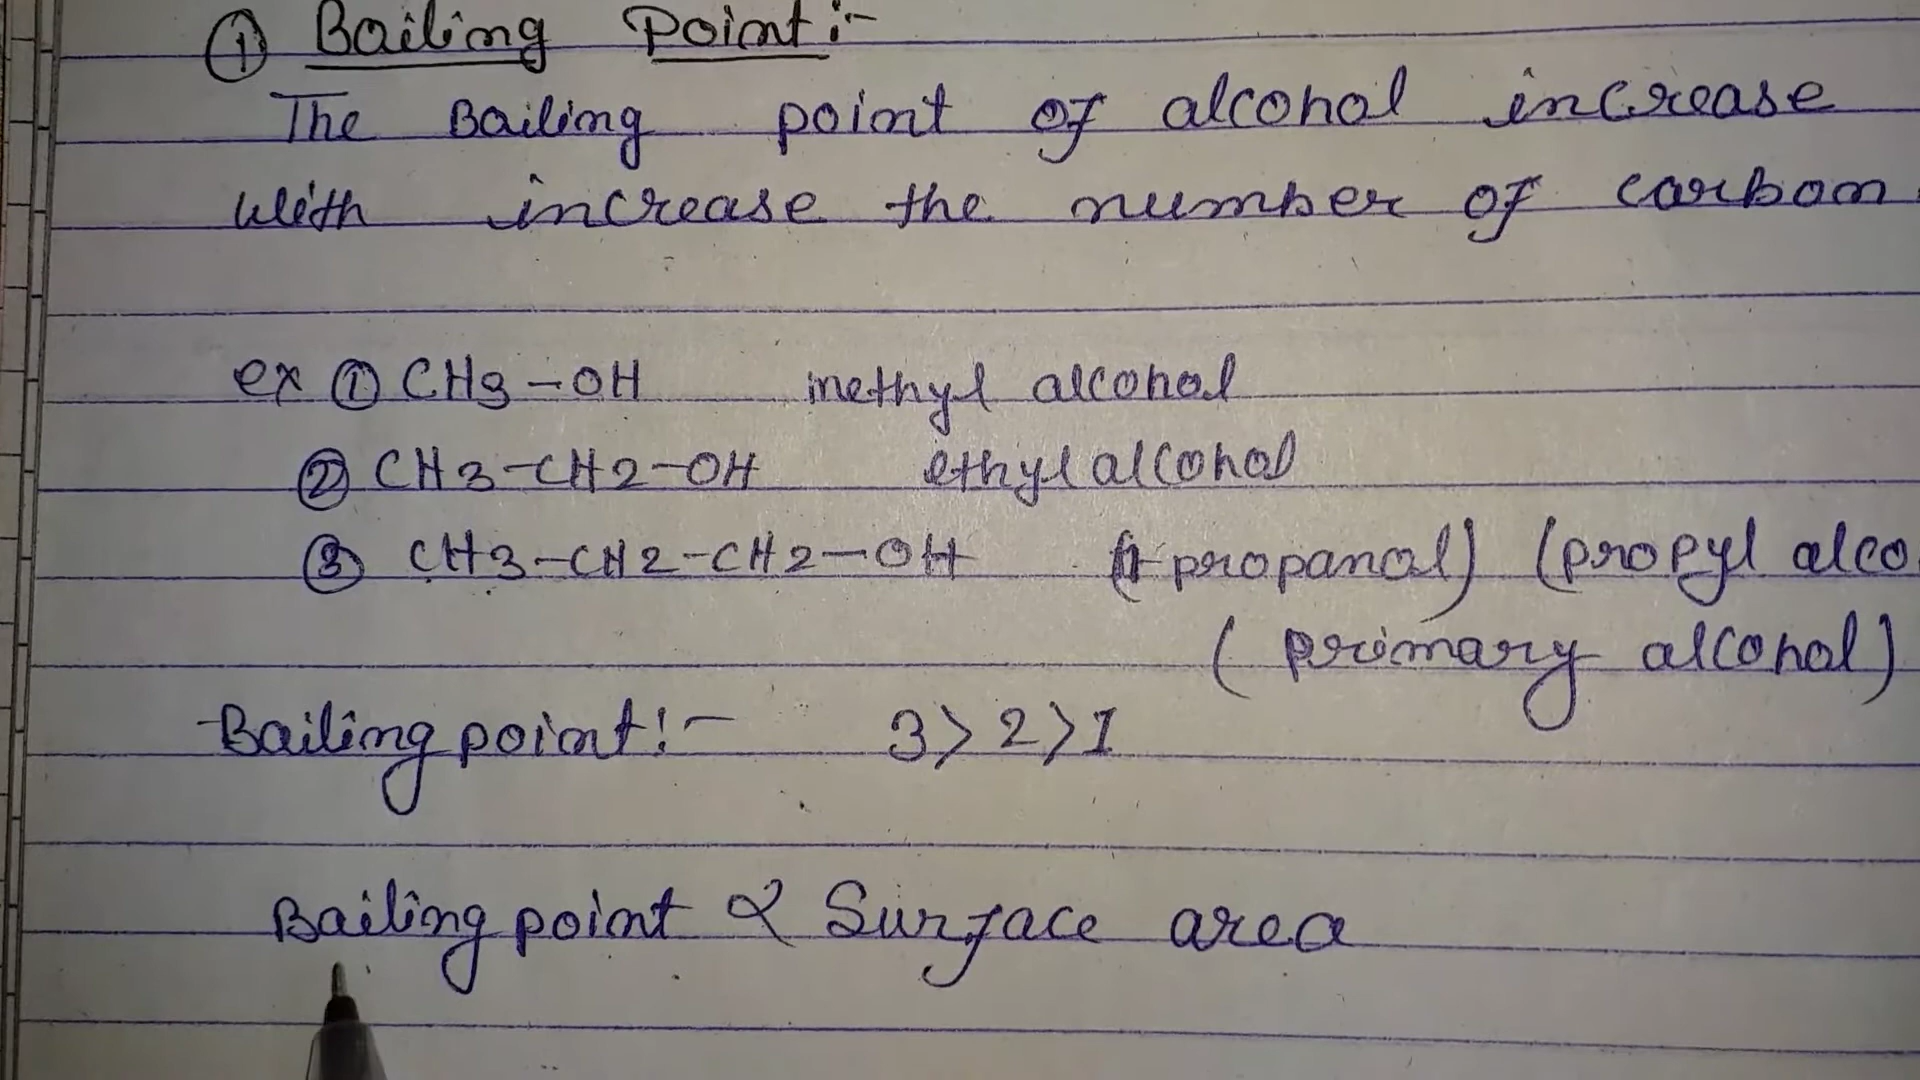 ① Bailing Point:-
The Bailing point of alcohol increase
with increase the number of carbon
ex ① CH3-OH methyl alcohol
② CH3-CH2-OH ethyl alcohol
③ CH3-CH2-CH2-OH propanol) (propyl alco
(primary alcohol)
Bailing point:- 3>2>1
Bailing point ∝ Surface area